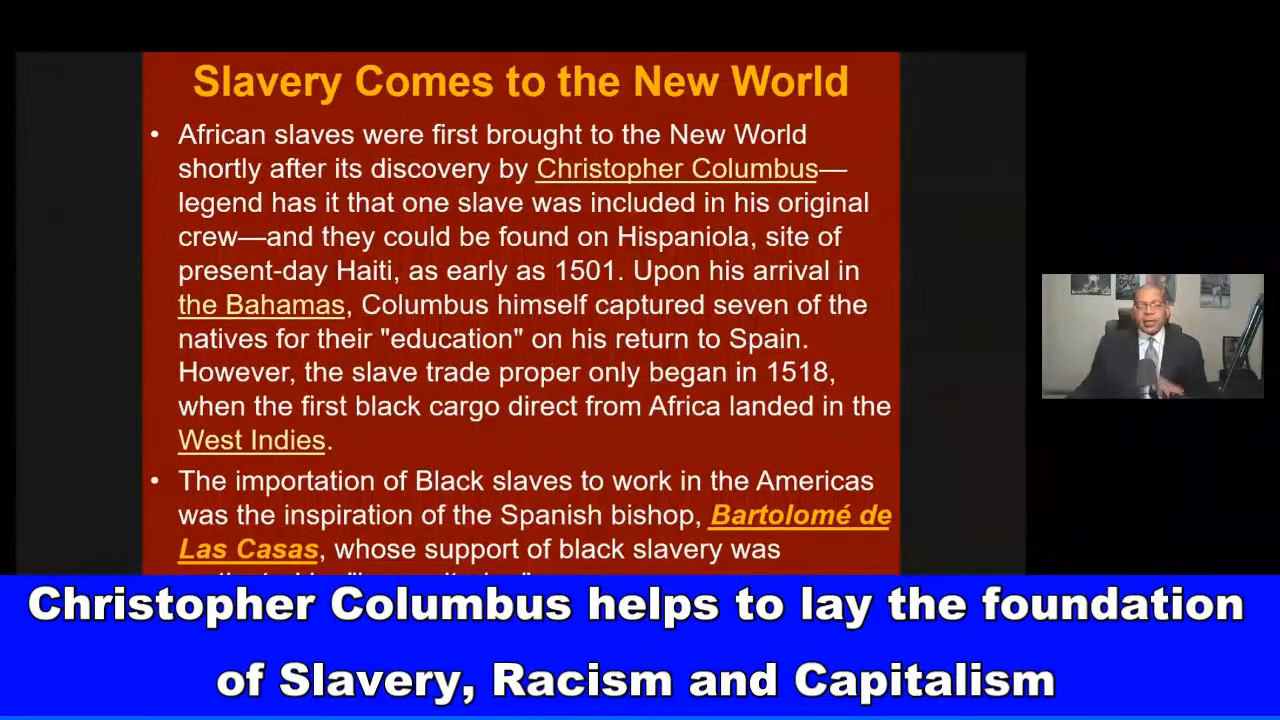 Slavery Comes to the New World
• African slaves were first brought to the New World
shortly after its discovery by Christopher Columbus—
legend has it that one slave was included in his original
crew—and they could be found on Hispaniola, site of
present-day Haiti, as early as 1501. Upon his arrival in
the Bahamas, Columbus himself captured seven of the
natives for their "education" on his return to Spain.
However, the slave trade proper only began in 1518,
when the first black cargo direct from Africa landed in the
West Indies.
• The importation of Black slaves to work in the Americas
was the inspiration of the Spanish bishop, Bartolomé de
Las Casas, whose support of black slavery was
Christopher Columbus helps to lay the foundation
of Slavery, Racism and Capitalism